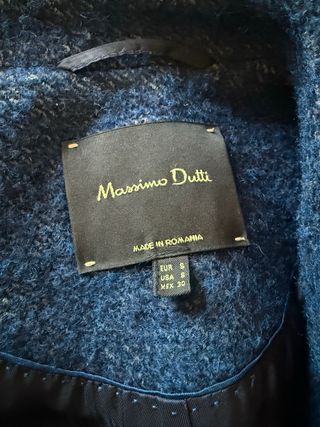 Massimo Dutti
MADE IN ROMANIA
EUR S
USA S
MEX 30